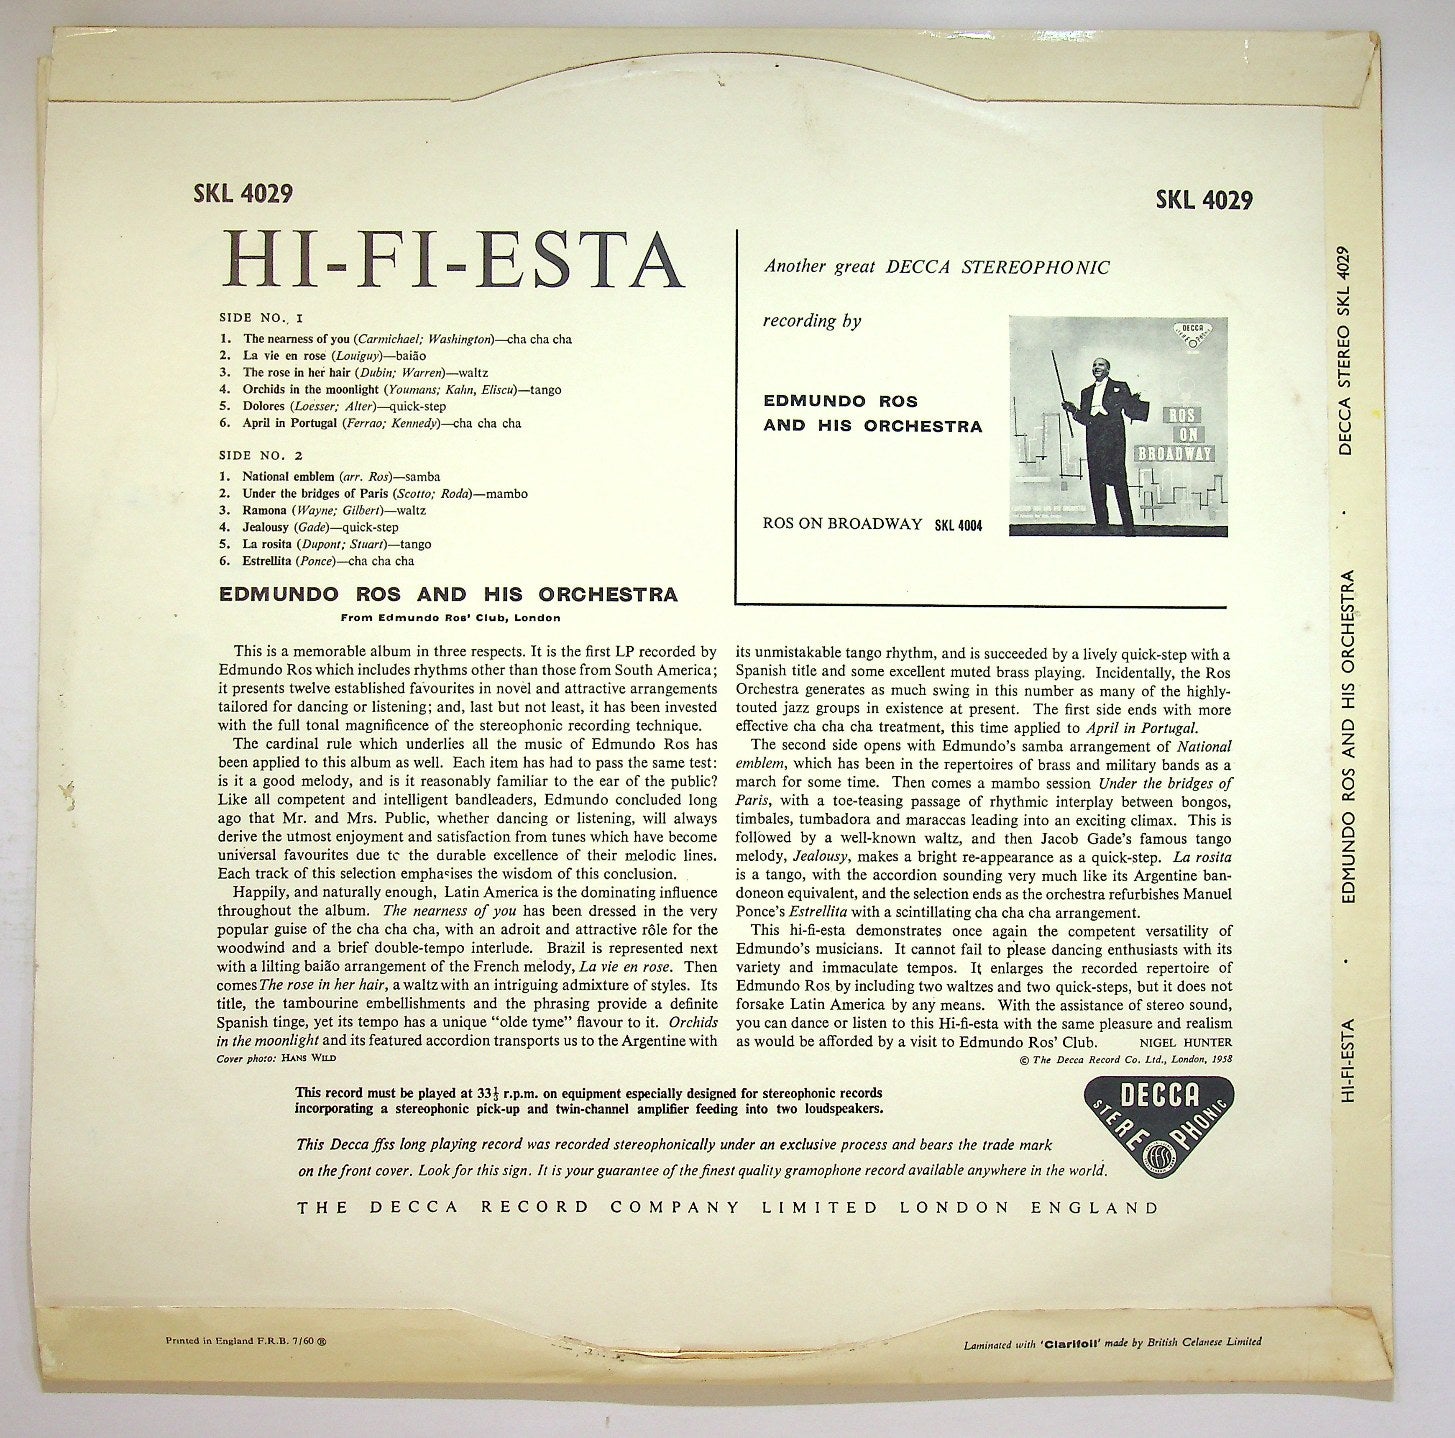 SKL 4029
SKL 4029
HI-FI-ESTA
SIDE NO. 1
1. The nearness of you (Carmichael; Washington)—cha cha cha
2. La vie en rose (Louiguy)—baião
3. The rose in her hair (Dubin; Warren)—waltz
4. Orchids in the moonlight (Youmans; Kahn, Eliscu)—tango
5. Dolores (Loesser; Alter)—quick-step
6. April in Portugal (Ferrao; Kennedy)—cha cha cha
SIDE NO. 2
1. National emblem (arr. Ros)—samba
2. Under the bridges of Paris (Scotto; Roda)—mambo
3. Ramona (Wayne; Gilbert)—waltz
4. Jealousy (Gade)—quick-step
5. La rosita (Dupont; Stuart)—tango
6. Estrellita (Ponce)—cha cha cha
EDMUNDO ROS AND HIS ORCHESTRA
From Edmundo Ros' Club, London
Another great DECCA STEREOPHONIC
recording by
EDMUNDO ROS
AND HIS ORCHESTRA
ROS ON BROADWAY SKL 4004
DECCA
ROS
ON
BROADWAY
This is a memorable album in three respects. It is the first LP recorded by
Edmundo Ros which includes rhythms other than those from South America;
it presents twelve established favourites in novel and attractive arrangements
tailored for dancing or listening; and, last but not least, it has been invested
with the full tonal magnificence of the stereophonic recording technique.
The cardinal rule which underlies all the music of Edmundo Ros has
been applied to this album as well. Each item has had to pass the same test:
is it a good melody, and is it reasonably familiar to the ear of the public?
Like all competent and intelligent bandleaders, Edmundo concluded long
ago that Mr. and Mrs. Public, whether dancing or listening, will always
derive the utmost enjoyment and satisfaction from tunes which have become
universal favourites due to the durable excellence of their melodic lines.
Each track of this selection emphasises the wisdom of this conclusion.
Happily, and naturally enough, Latin America is the dominating influence
throughout the album. The nearness of you has been dressed in the very
popular guise of the cha cha cha, with an adroit and attractive rôle for the
woodwind and a brief double-tempo interlude. Brazil is represented next
with a lilting baião arrangement of the French melody, La vie en rose. Then
comes The rose in her hair, a waltz with an intriguing admixture of styles. Its
title, the tambourine embellishments and the phrasing provide a definite
Spanish tinge, yet its tempo has a unique “olde tyme” flavour to it. Orchids
in the moonlight and its featured accordion transports us to the Argentine with
Cover photo: HANS WILD
its unmistakable tango rhythm, and is succeeded by a lively quick-step with a
Spanish title and some excellent muted brass playing. Incidentally, the Ros
Orchestra generates as much swing in this number as many of the highly-
touted jazz groups in existence at present. The first side ends with more
effective cha cha cha treatment, this time applied to April in Portugal.
The second side opens with Edmundo's samba arrangement of National
emblem, which has been in the repertoires of brass and military bands as a
march for some time. Then comes a mambo session Under the bridges of
Paris, with a toe-teasing passage of rhythmic interplay between bongos,
timbales, tumbadora and maraccas leading into an exciting climax. This is
followed by a well-known waltz, and then Jacob Gade's famous tango
melody, Jealousy, makes a bright re-appearance as a quick-step. La rosita
is a tango, with the accordion sounding very much like its Argentine ban-
doneon equivalent, and the selection ends as the orchestra refurbishes Manuel
Ponce's Estrellita with a scintillating cha cha cha arrangement.
This hi-fi-esta demonstrates once again the competent versatility of
Edmundo's musicians. It cannot fail to please dancing enthusiasts with its
variety and immaculate tempos. It enlarges the recorded repertoire of
Edmundo Ros by including two waltzes and two quick-steps, but it does not
forsake Latin America by any means. With the assistance of stereo sound,
you can dance or listen to this Hi-fi-esta with the same pleasure and realism
as would be afforded by a visit to Edmundo Ros' Club. NIGEL HUNTER
© The Decca Record Co. Ltd., London, 1958
This record must be played at 33⅓ r.p.m. on equipment especially designed for stereophonic records
incorporating a stereophonic pick-up and twin-channel amplifier feeding into two loudspeakers.
This Decca ffss long playing record was recorded stereophonically under an exclusive process and bears the trade mark
on the front cover. Look for this sign. It is your guarantee of the finest quality gramophone record available anywhere in the world.
DECCA
STEREOPHONIC
THE DECCA RECORD COMPANY LIMITED LONDON ENGLAND
Printed in England F.R.B. 7/60 ®
Laminated with 'Clarifoil' made by British Celanese Limited
HI-FI-ESTA · EDMUNDO ROS AND HIS ORCHESTRA · DECCA STEREO SKL 4029